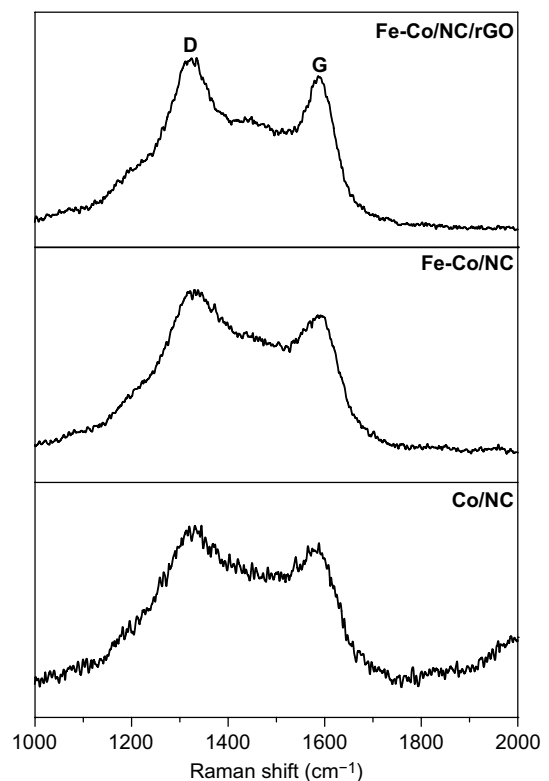 Fe-Co/NC/rGO
D
G
Fe-Co/NC
Co/NC
1000 1200 1400 1600 1800 2000
Raman shift (cm⁻¹)